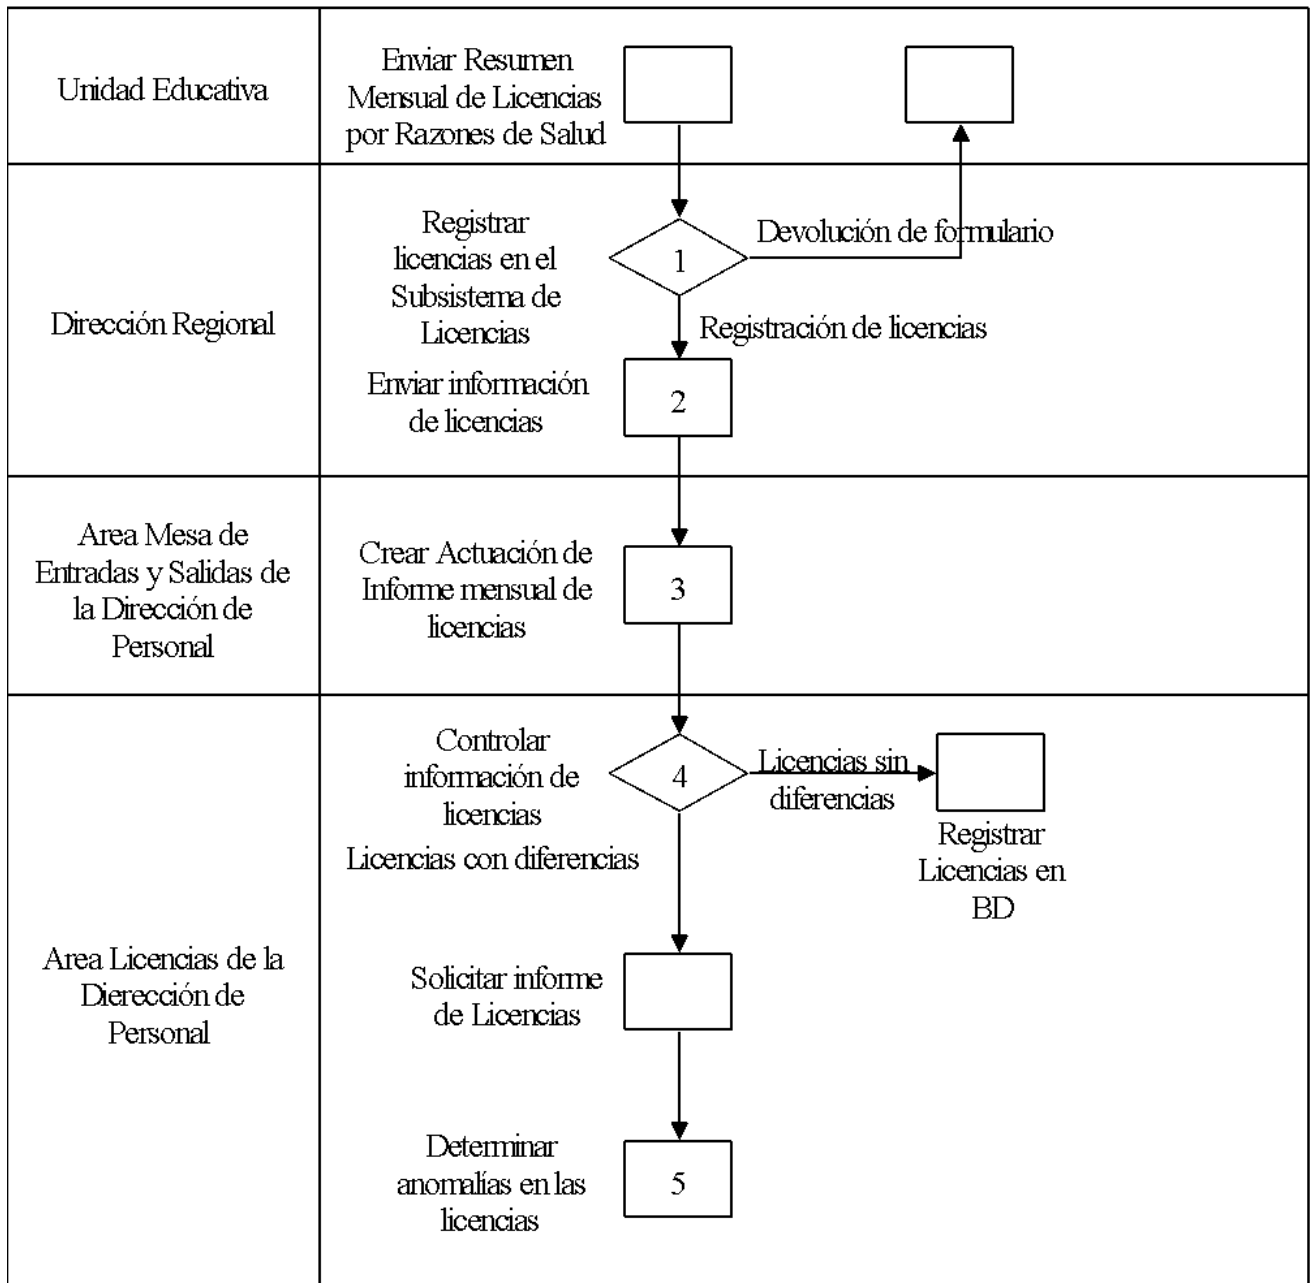 Unidad Educativa
Enviar Resumen
Mensual de Licencias
por Razones de Salud
Dirección Regional
Registrar
licencias en el
Subsistema de
Licencias
1
Devolución de formulario
Registración de licencias
Enviar información
de licencias
2
Area Mesa de
Entradas y Salidas de
la Dirección de
Personal
Crear Actuación de
Informe mensual de
licencias
3
Area Licencias de la
Dierección de
Personal
Controlar
información de
licencias
4
Licencias sin
diferencias
Registrar
Licencias en
BD
Licencias con diferencias
Solicitar informe
de Licencias
Determinar
anomalías en las
licencias
5